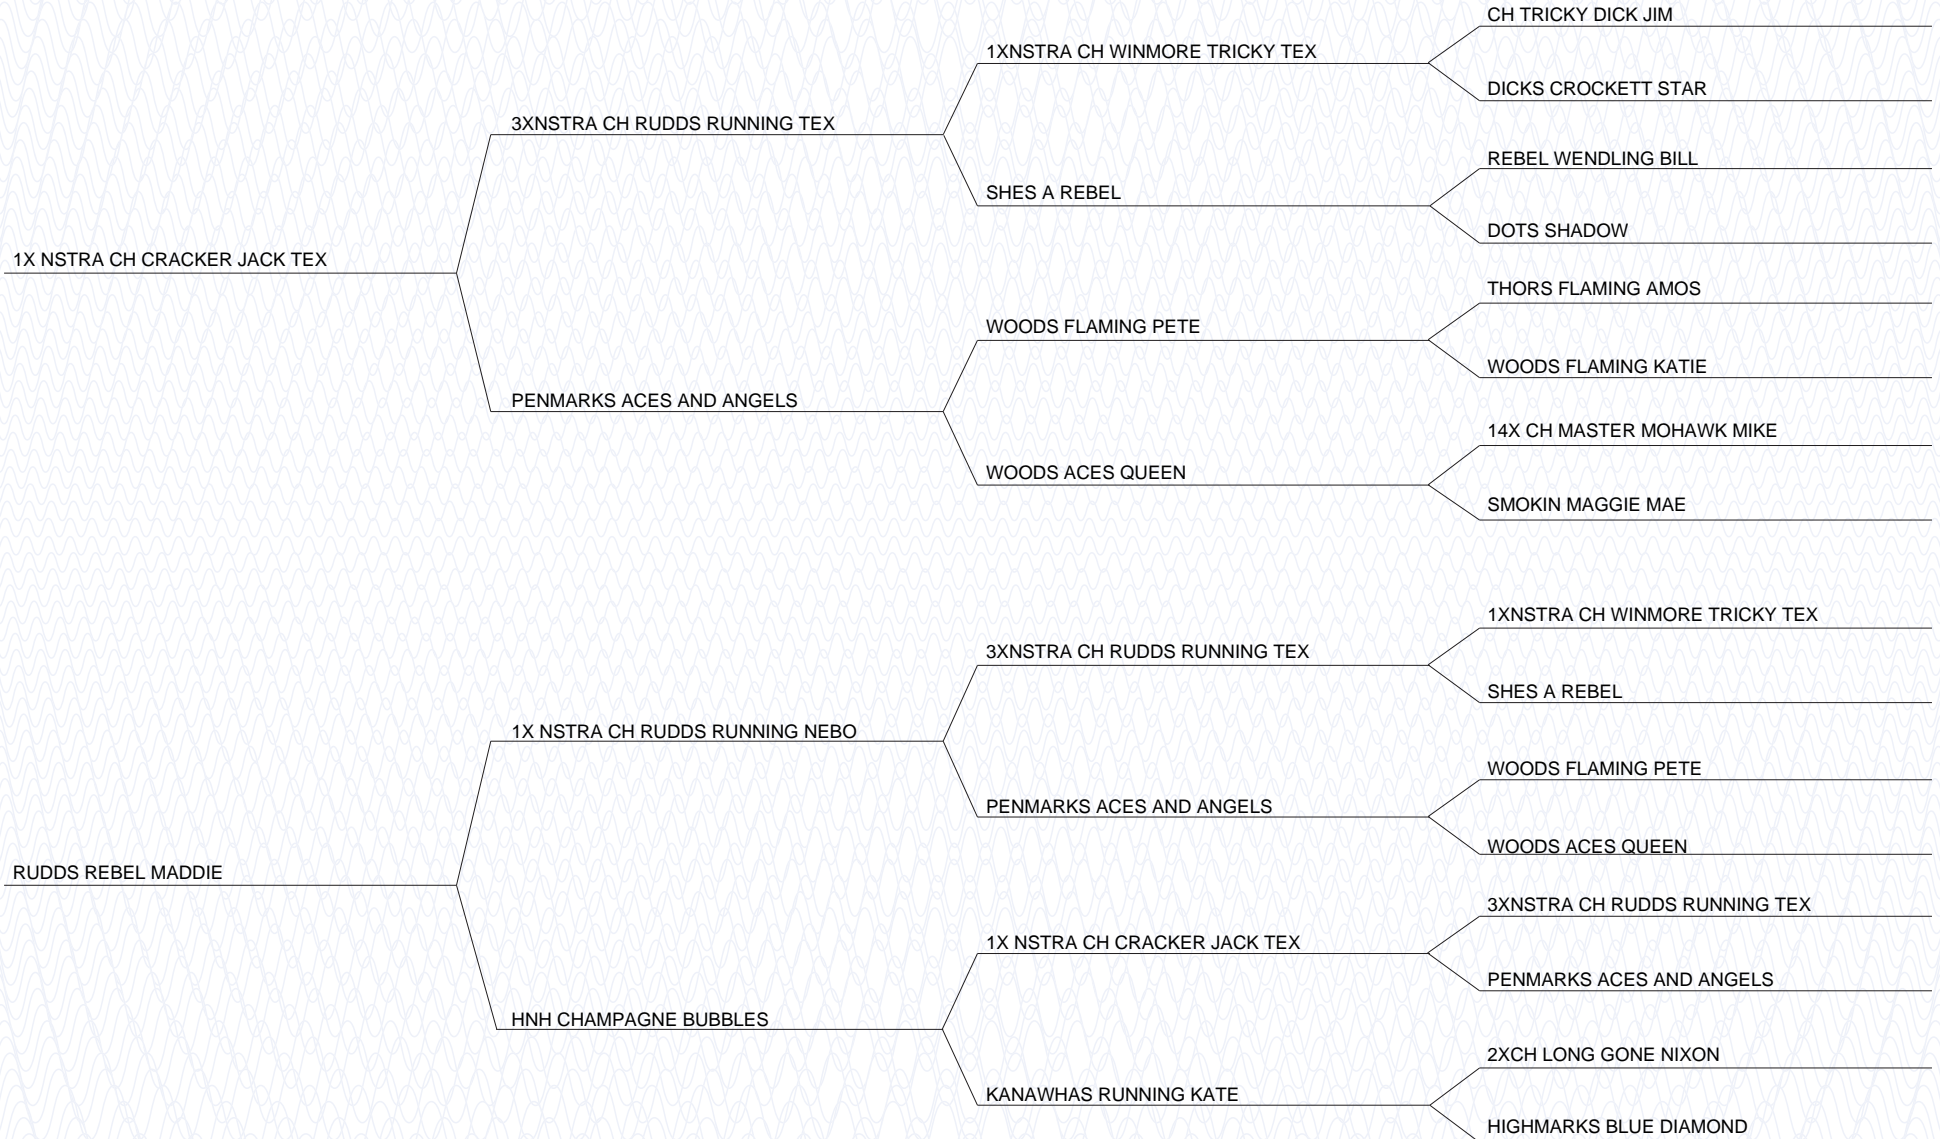 CH TRICKY DICK JIM
1XNSTRA CH WINMORE TRICKY TEX
DICKS CROCKETT STAR
3XNSTRA CH RUDDS RUNNING TEX
REBEL WENDLING BILL
SHES A REBEL
DOTS SHADOW
1X NSTRA CH CRACKER JACK TEX
THORS FLAMING AMOS
WOODS FLAMING PETE
WOODS FLAMING KATIE
PENMARKS ACES AND ANGELS
14X CH MASTER MOHAWK MIKE
WOODS ACES QUEEN
SMOKIN MAGGIE MAE
1XNSTRA CH WINMORE TRICKY TEX
3XNSTRA CH RUDDS RUNNING TEX
SHES A REBEL
1X NSTRA CH RUDDS RUNNING NEBO
WOODS FLAMING PETE
PENMARKS ACES AND ANGELS
WOODS ACES QUEEN
RUDDS REBEL MADDIE
3XNSTRA CH RUDDS RUNNING TEX
1X NSTRA CH CRACKER JACK TEX
PENMARKS ACES AND ANGELS
HNH CHAMPAGNE BUBBLES
2XCH LONG GONE NIXON
KANAWHAS RUNNING KATE
HIGHMARKS BLUE DIAMOND